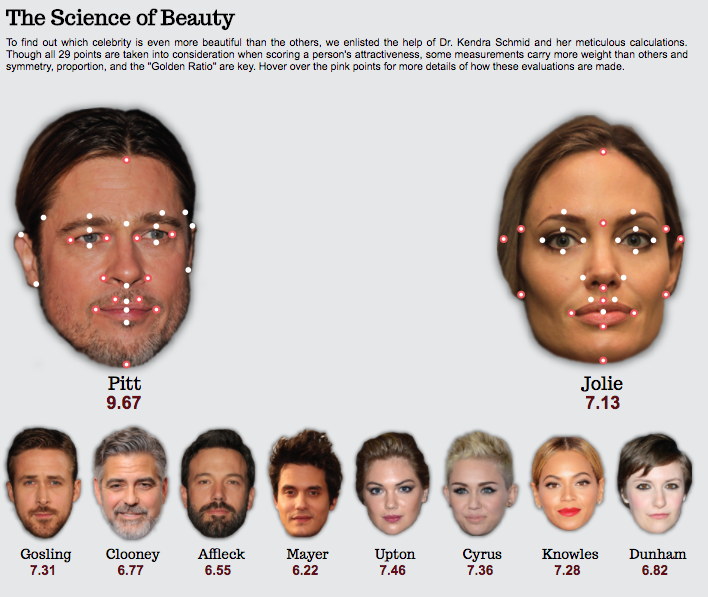 The Science of Beauty
To find out which celebrity is even more beautiful than the others, we enlisted the help of Dr. Kendra Schmid and her meticulous calculations.
Though all 29 points are taken into consideration when scoring a person's attractiveness, some measurements carry more weight than others and
symmetry, proportion, and the "Golden Ratio" are key. Hover over the pink points for more details of how these evaluations are made.
Pitt
9.67
Jolie
7.13
Gosling
7.31
Clooney
6.77
Affleck
6.55
Mayer
6.22
Upton
7.46
Cyrus
7.36
Knowles
7.28
Dunham
6.82